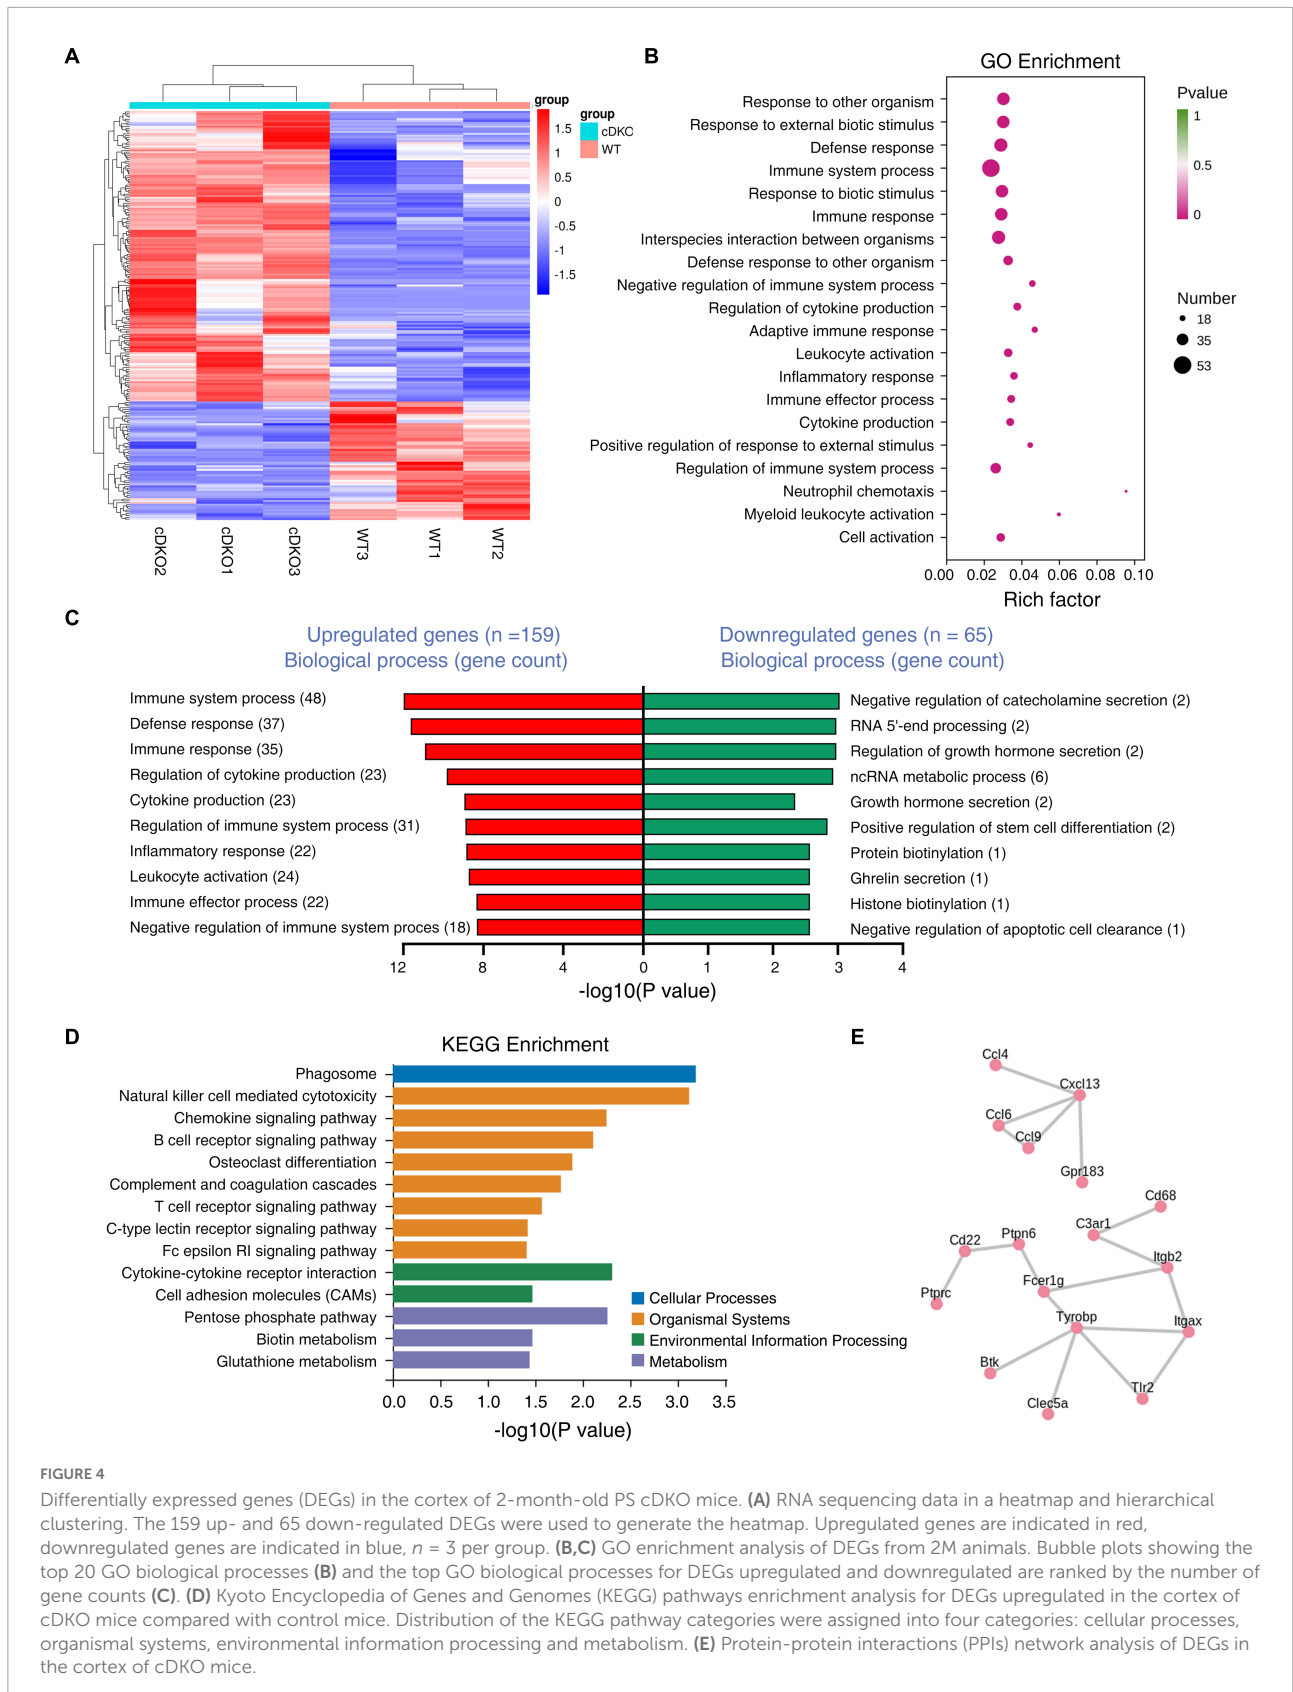 A
group
1.5
1
0.5
0
-0.5
-1
-1.5
group
cDKO
WT
cDKO2
cDKO1
cDKO3
WT3
WT1
WT2
B
GO Enrichment
Response to other organism
Response to external biotic stimulus
Defense response
Immune system process
Response to biotic stimulus
Immune response
Interspecies interaction between organisms
Defense response to other organism
Negative regulation of immune system process
Regulation of cytokine production
Adaptive immune response
Leukocyte activation
Inflammatory response
Immune effector process
Cytokine production
Positive regulation of response to external stimulus
Regulation of immune system process
Neutrophil chemotaxis
Myeloid leukocyte activation
Cell activation
0.00 0.02 0.04 0.06 0.08 0.10
Rich factor
Pvalue
1
0.5
0
Number
18
35
53
C
Upregulated genes (n =159)
Biological process (gene count)
Downregulated genes (n = 65)
Biological process (gene count)
Immune system process (48)
Defense response (37)
Immune response (35)
Regulation of cytokine production (23)
Cytokine production (23)
Regulation of immune system process (31)
Inflammatory response (22)
Leukocyte activation (24)
Immune effector process (22)
Negative regulation of immune system proces (18)
Negative regulation of catecholamine secretion (2)
RNA 5'-end processing (2)
Regulation of growth hormone secretion (2)
ncRNA metabolic process (6)
Growth hormone secretion (2)
Positive regulation of stem cell differentiation (2)
Protein biotinylation (1)
Ghrelin secretion (1)
Histone biotinylation (1)
Negative regulation of apoptotic cell clearance (1)
12 8 4 0 1 2 3 4
-log10(P value)
D
KEGG Enrichment
Phagosome
Natural killer cell mediated cytotoxicity
Chemokine signaling pathway
B cell receptor signaling pathway
Osteoclast differentiation
Complement and coagulation cascades
T cell receptor signaling pathway
C-type lectin receptor signaling pathway
Fc epsilon RI signaling pathway
Cytokine-cytokine receptor interaction
Cell adhesion molecules (CAMs)
Pentose phosphate pathway
Biotin metabolism
Glutathione metabolism
Cellular Processes
Organismal Systems
Environmental Information Processing
Metabolism
0.0 0.5 1.0 1.5 2.0 2.5 3.0 3.5
-log10(P value)
E
Ccl4
Cxcl13
Ccl6
Ccl9
Gpr183
Cd68
C3ar1
Cd22
Ptpn6
Itgb2
Fcer1g
Ptprc
Tyrobp
Itgax
Btk
Tlr2
Clec5a
FIGURE 4
Differentially expressed genes (DEGs) in the cortex of 2-month-old PS cDKO mice. (A) RNA sequencing data in a heatmap and hierarchical
clustering. The 159 up- and 65 down-regulated DEGs were used to generate the heatmap. Upregulated genes are indicated in red,
downregulated genes are indicated in blue, n = 3 per group. (B,C) GO enrichment analysis of DEGs from 2M animals. Bubble plots showing the
top 20 GO biological processes (B) and the top GO biological processes for DEGs upregulated and downregulated are ranked by the number of
gene counts (C). (D) Kyoto Encyclopedia of Genes and Genomes (KEGG) pathways enrichment analysis for DEGs upregulated in the cortex of
cDKO mice compared with control mice. Distribution of the KEGG pathway categories were assigned into four categories: cellular processes,
organismal systems, environmental information processing and metabolism. (E) Protein-protein interactions (PPIs) network analysis of DEGs in
the cortex of cDKO mice.